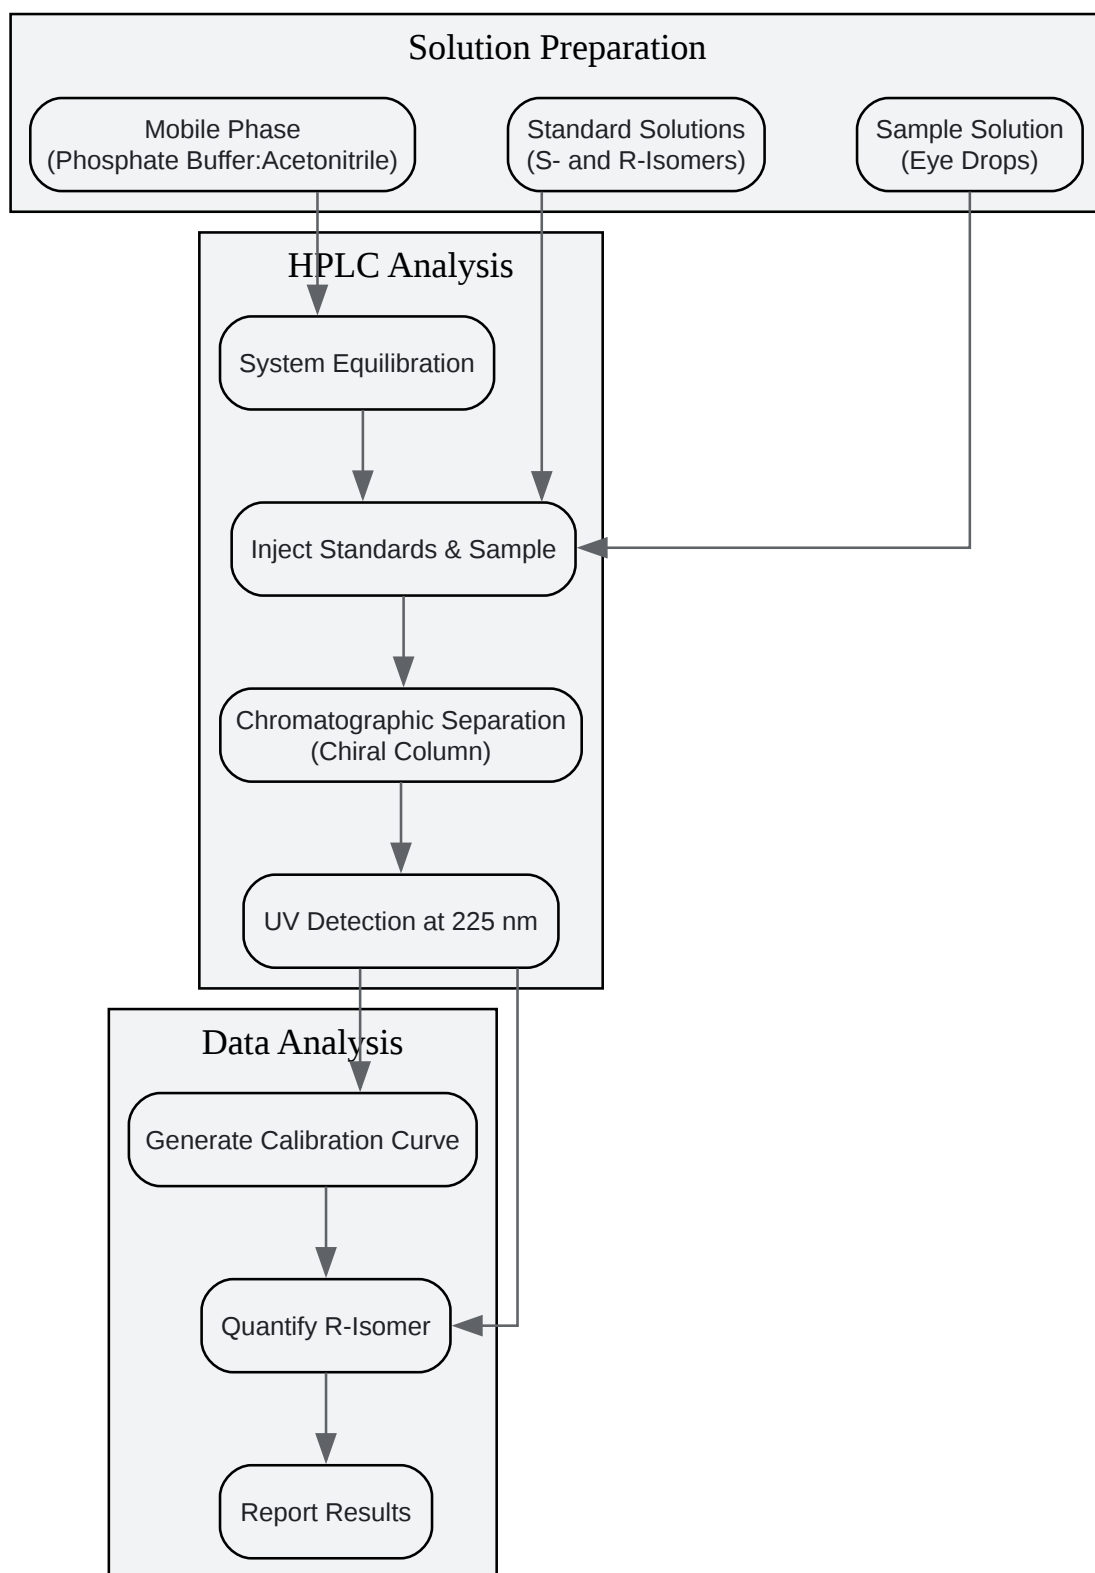 Solution Preparation
Mobile Phase
(Phosphate Buffer:Acetonitrile)
Standard Solutions
(S- and R-Isomers)
Sample Solution
(Eye Drops)
HPLC Analysis
System Equilibration
Inject Standards & Sample
Chromatographic Separation
(Chiral Column)
UV Detection at 225 nm
Data Analysis
Generate Calibration Curve
Quantify R-Isomer
Report Results